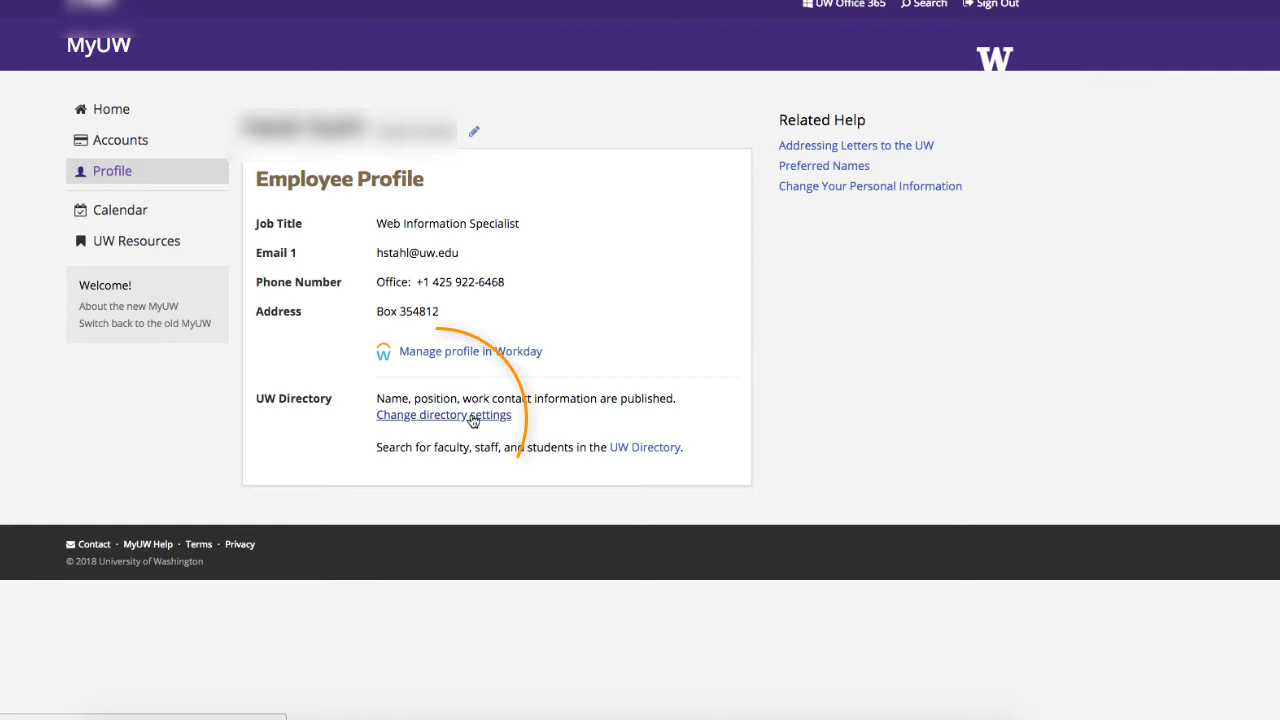 UW Office 365 Search Sign Out
MyUW
W
Home
Accounts
Profile
Calendar
UW Resources
Welcome!
About the new MyUW
Switch back to the old MyUW
Employee Profile
Job Title Web Information Specialist
Email 1 hstahl@uw.edu
Phone Number Office: +1 425 922-6468
Address Box 354812
W Manage profile in Workday
UW Directory Name, position, work contact information are published.
Change directory settings
Search for faculty, staff, and students in the UW Directory.
Related Help
Addressing Letters to the UW
Preferred Names
Change Your Personal Information
Contact · MyUW Help · Terms · Privacy
© 2018 University of Washington